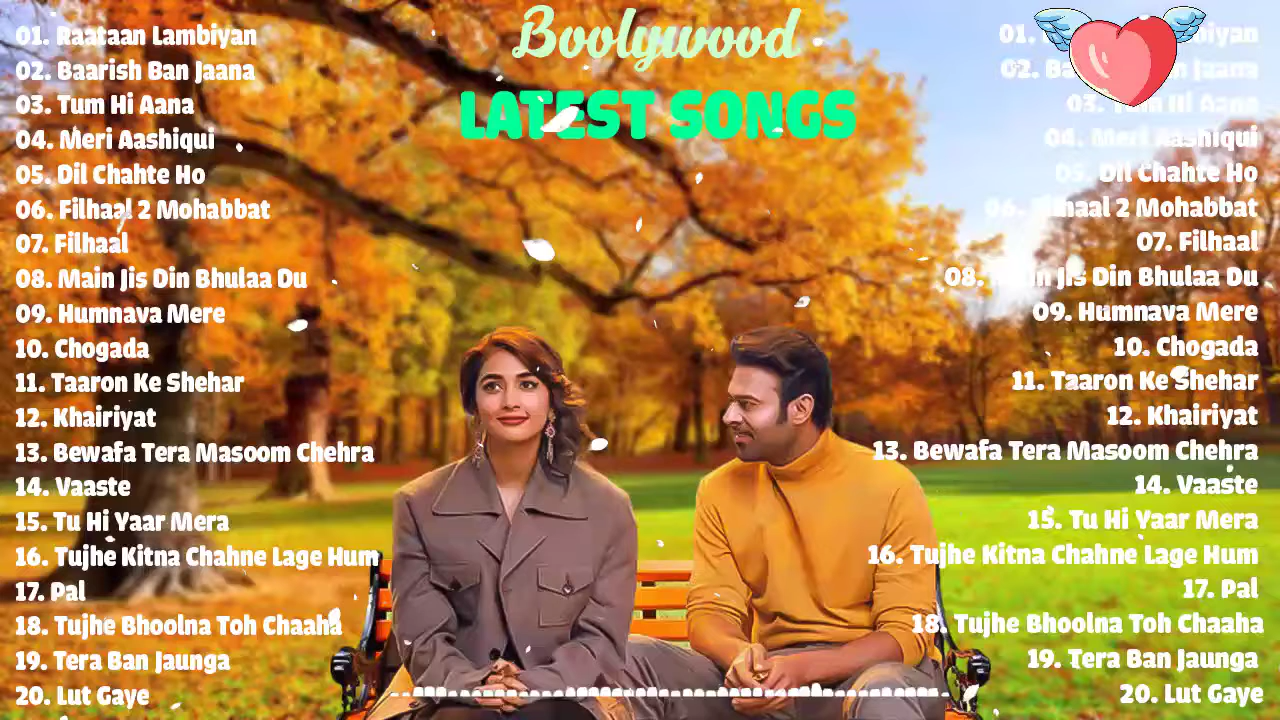 Boolywood
LATEST SONGS
01. Raataan Lambiyan
02. Baarish Ban Jaana
03. Tum Hi Aana
04. Meri Aashiqui
05. Dil Chahte Ho
06. Filhaal 2 Mohabbat
07. Filhaal
08. Main Jis Din Bhulaa Du
09. Humnava Mere
10. Chogada
11. Taaron Ke Shehar
12. Khairiyat
13. Bewafa Tera Masoom Chehra
14. Vaaste
15. Tu Hi Yaar Mera
16. Tujhe Kitna Chahne Lage Hum
17. Pal
18. Tujhe Bhoolna Toh Chaaha
19. Tera Ban Jaunga
20. Lut Gaye
01.
02.
03. Hi Aana
04. Meri Aashiqui
05. Dil Chahte Ho
06. Filhaal 2 Mohabbat
07. Filhaal
08. Main Jis Din Bhulaa Du
09. Humnava Mere
10. Chogada
11. Taaron Ke Shehar
12. Khairiyat
13. Bewafa Tera Masoom Chehra
14. Vaaste
15. Tu Hi Yaar Mera
16. Tujhe Kitna Chahne Lage Hum
17. Pal
18. Tujhe Bhoolna Toh Chaaha
19. Tera Ban Jaunga
20. Lut Gaye